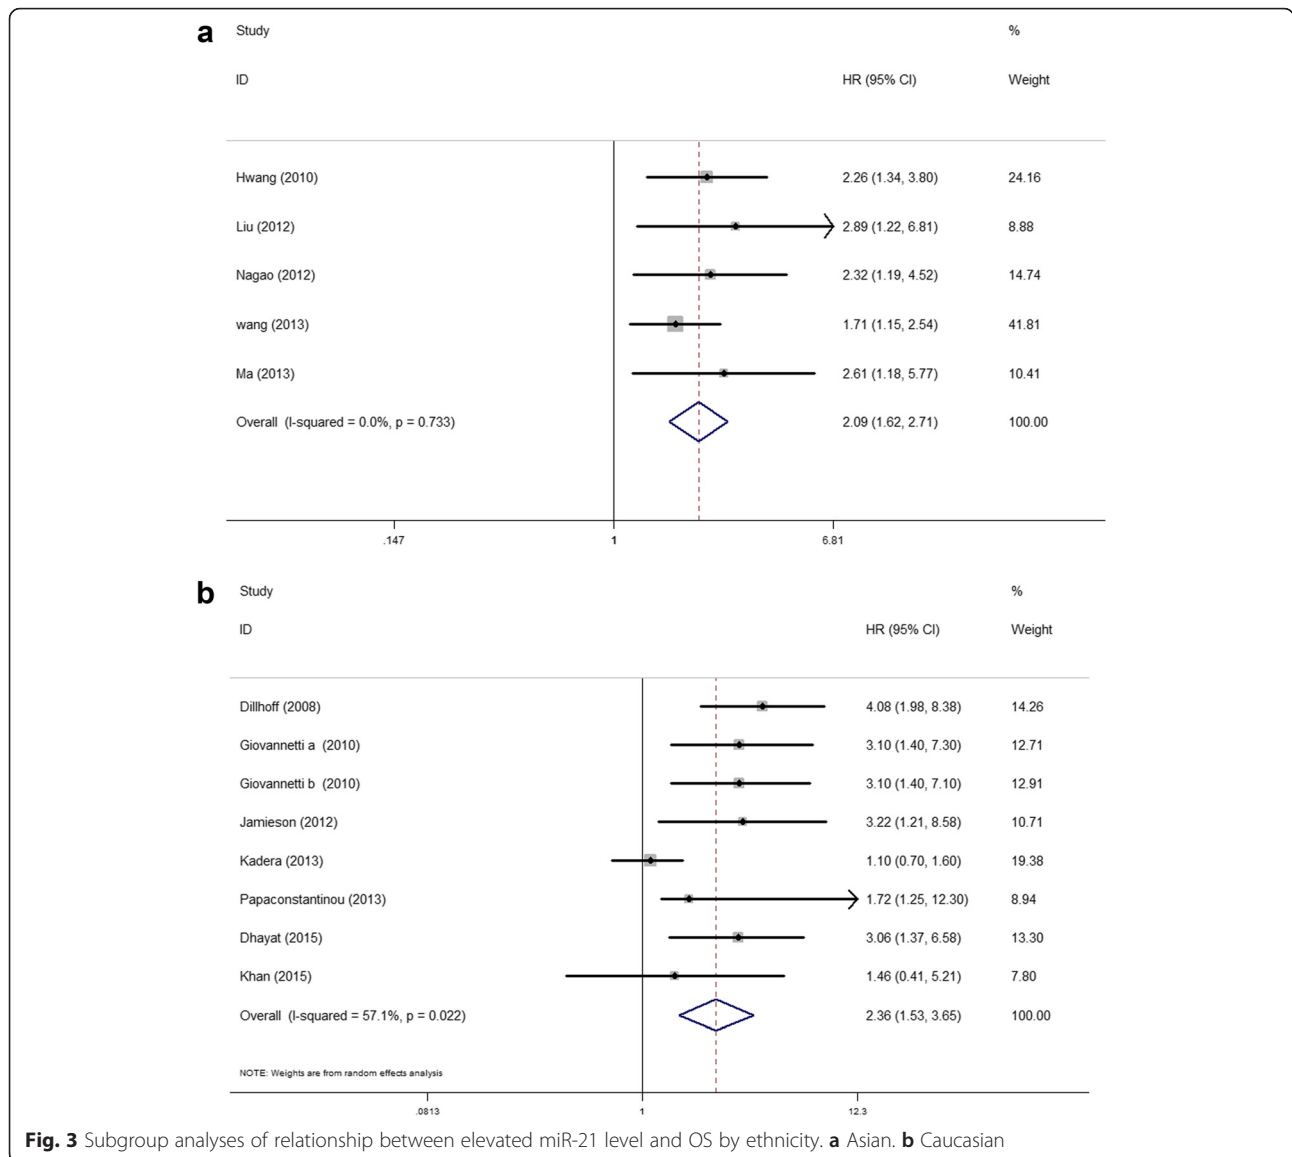 a
Study %
ID HR (95% CI) Weight
Hwang (2010) 2.26 (1.34, 3.80) 24.16
Liu (2012) 2.89 (1.22, 6.81) 8.88
Nagao (2012) 2.32 (1.19, 4.52) 14.74
wang (2013) 1.71 (1.15, 2.54) 41.81
Ma (2013) 2.61 (1.18, 5.77) 10.41
Overall (I-squared = 0.0%, p = 0.733) 2.09 (1.62, 2.71) 100.00
.147 1 6.81
b
Study %
ID HR (95% CI) Weight
Dillhoff (2008) 4.08 (1.98, 8.38) 14.26
Giovannetti a (2010) 3.10 (1.40, 7.30) 12.71
Giovannetti b (2010) 3.10 (1.40, 7.10) 12.91
Jamieson (2012) 3.22 (1.21, 8.58) 10.71
Kadera (2013) 1.10 (0.70, 1.60) 19.38
Papaconstantinou (2013) 1.72 (1.25, 12.30) 8.94
Dhayat (2015) 3.06 (1.37, 6.58) 13.30
Khan (2015) 1.46 (0.41, 5.21) 7.80
Overall (I-squared = 57.1%, p = 0.022) 2.36 (1.53, 3.65) 100.00
NOTE: Weights are from random effects analysis
.0813 1 12.3
Fig. 3 Subgroup analyses of relationship between elevated miR-21 level and OS by ethnicity. a Asian. b Caucasian